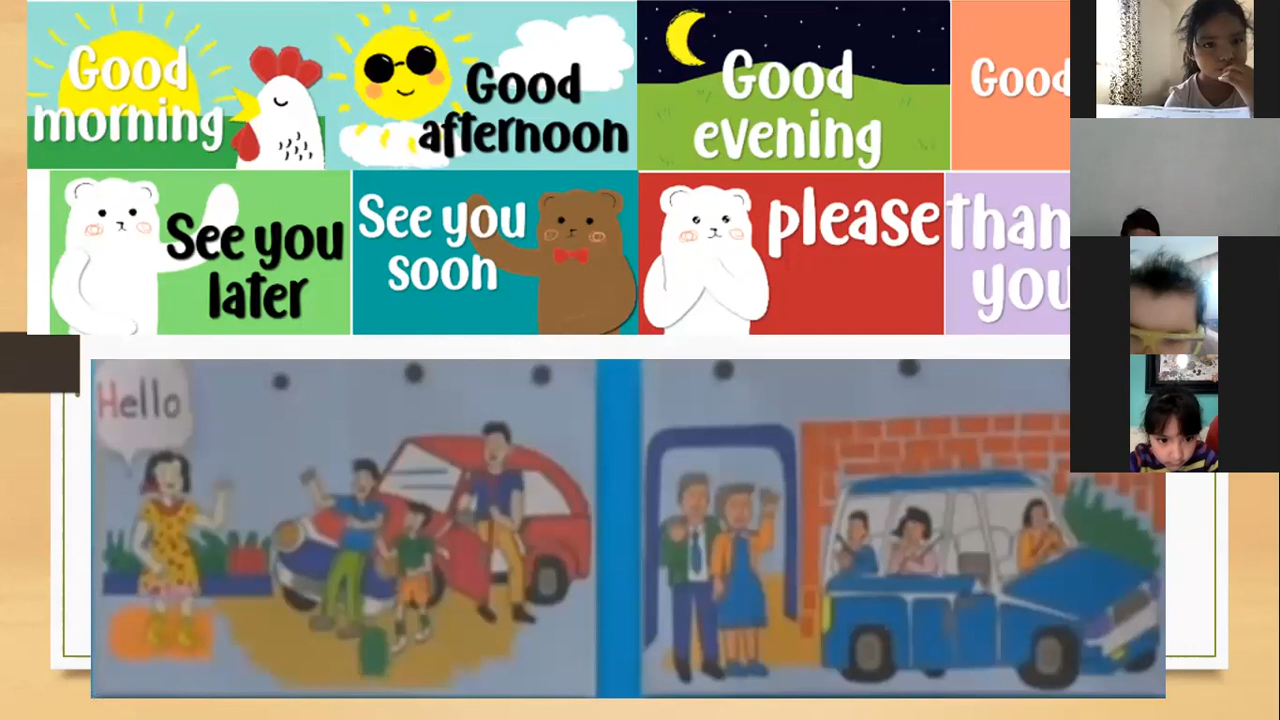 Good
morning
Good
afternoon
Good
evening
Good
See you
later
See you
soon
please
than
you
Hello